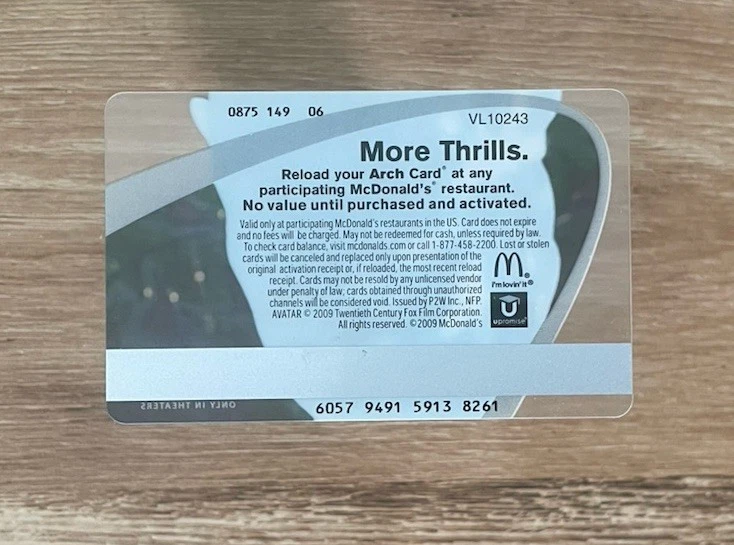 0875 149 06
VL10243
More Thrills.
Reload your Arch Card® at any
participating McDonald's® restaurant.
No value until purchased and activated.
Valid only at participating McDonald's restaurants in the US. Card does not expire
and no fees will be charged. May not be redeemed for cash, unless required by law.
To check card balance, visit mcdonalds.com or call 1-877-458-2200. Lost or stolen
cards will be canceled and replaced only upon presentation of the
original activation receipt or, if reloaded, the most recent reload
receipt. Cards may not be resold by any unlicensed vendor
under penalty of law; cards obtained through unauthorized
channels will be considered void. Issued by P2W Inc., NFP.
AVATAR © 2009 Twentieth Century Fox Film Corporation.
All rights reserved. ©2009 McDonald's
i'm lovin' it®
upromise®
ONLY IN THEATERS
6057 9491 5913 8261